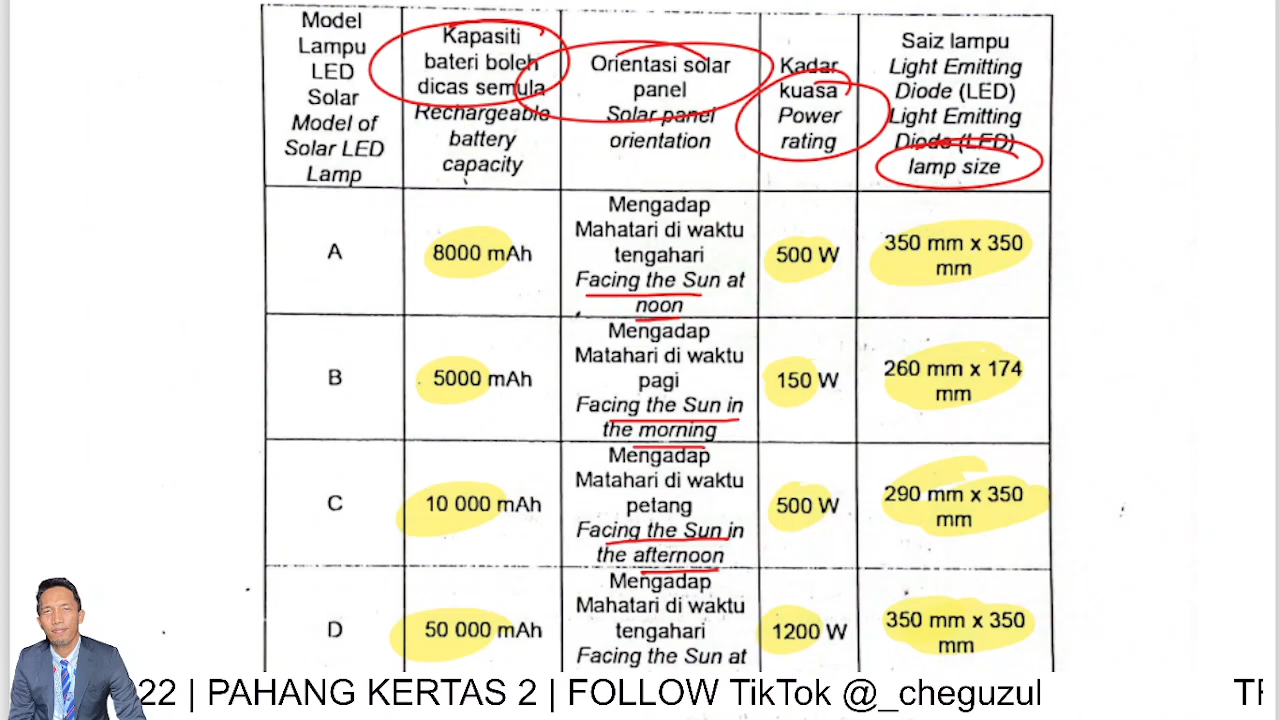 Model
Lampu
LED
Solar
Model of
Solar LED
Lamp
Kapasiti
bateri boleh
dicas semula
Rechargeable
battery
capacity
Orientasi solar
panel
Solar panel
orientation
Kadar
kuasa
Power
rating
Saiz lampu
Light Emitting
Diode (LED)
Light Emitting
Diode (LED)
lamp size
A
8000 mAh
Mengadap
Mahatari di waktu
tengahari
Facing the Sun at
noon
500 W
350 mm x 350
mm
B
5000 mAh
Mengadap
Matahari di waktu
pagi
Facing the Sun in
the morning
150 W
260 mm x 174
mm
C
10 000 mAh
Mengadap
Matahari di waktu
petang
Facing the Sun in
the afternoon
500 W
290 mm x 350
mm
D
50 000 mAh
Mengadap
Mahatari di waktu
tengahari
Facing the Sun at
1200 W
350 mm x 350
mm
22 | PAHANG KERTAS 2 | FOLLOW TikTok @_cheguzul